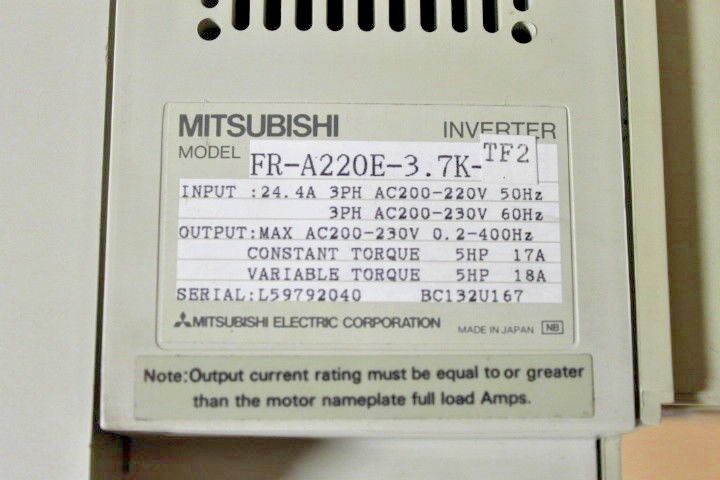 MITSUBISHI INVERTER
MODEL FR-A220E-3.7K-TF2
INPUT :24.4A 3PH AC200-220V 50Hz
3PH AC200-230V 60Hz
OUTPUT:MAX AC200-230V 0.2-400Hz
CONSTANT TORQUE 5HP 17A
VARIABLE TORQUE 5HP 18A
SERIAL:L59792040 BC132U167
MITSUBISHI ELECTRIC CORPORATION MADE IN JAPAN NB
Note:Output current rating must be equal to or greater
than the motor nameplate full load Amps.